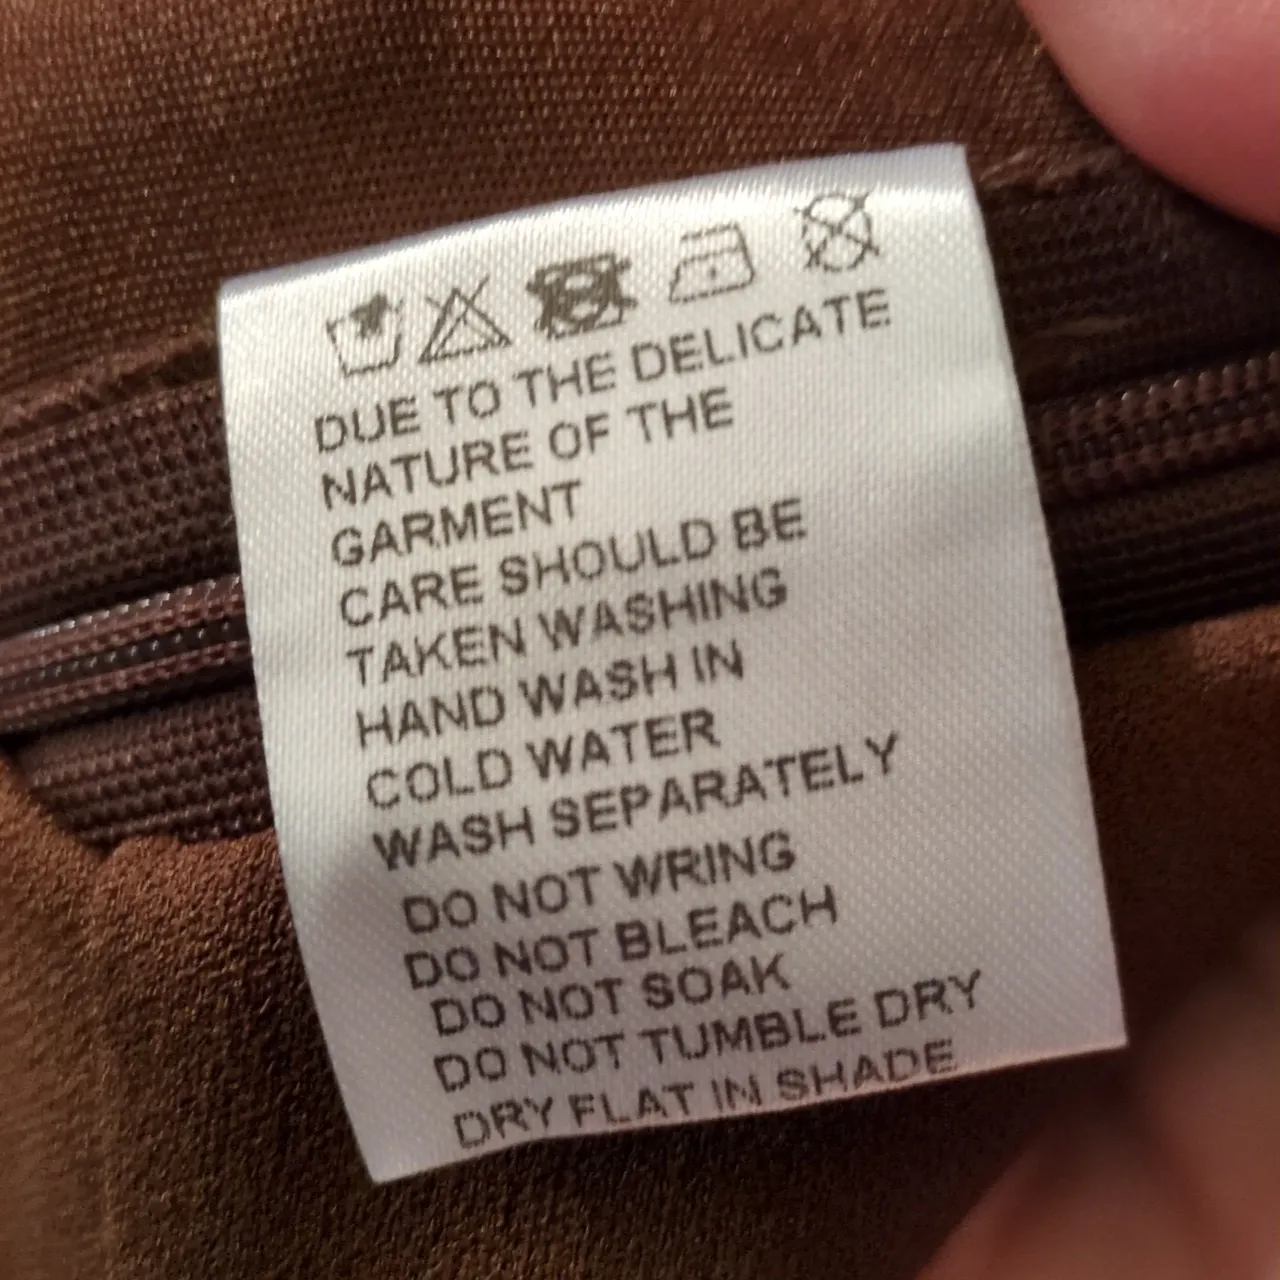 DUE TO THE DELICATE
NATURE OF THE
GARMENT
CARE SHOULD BE
TAKEN WASHING
HAND WASH IN
COLD WATER
WASH SEPARATELY
DO NOT WRING
DO NOT BLEACH
DO NOT SOAK
DO NOT TUMBLE DRY
DRY FLAT IN SHADE